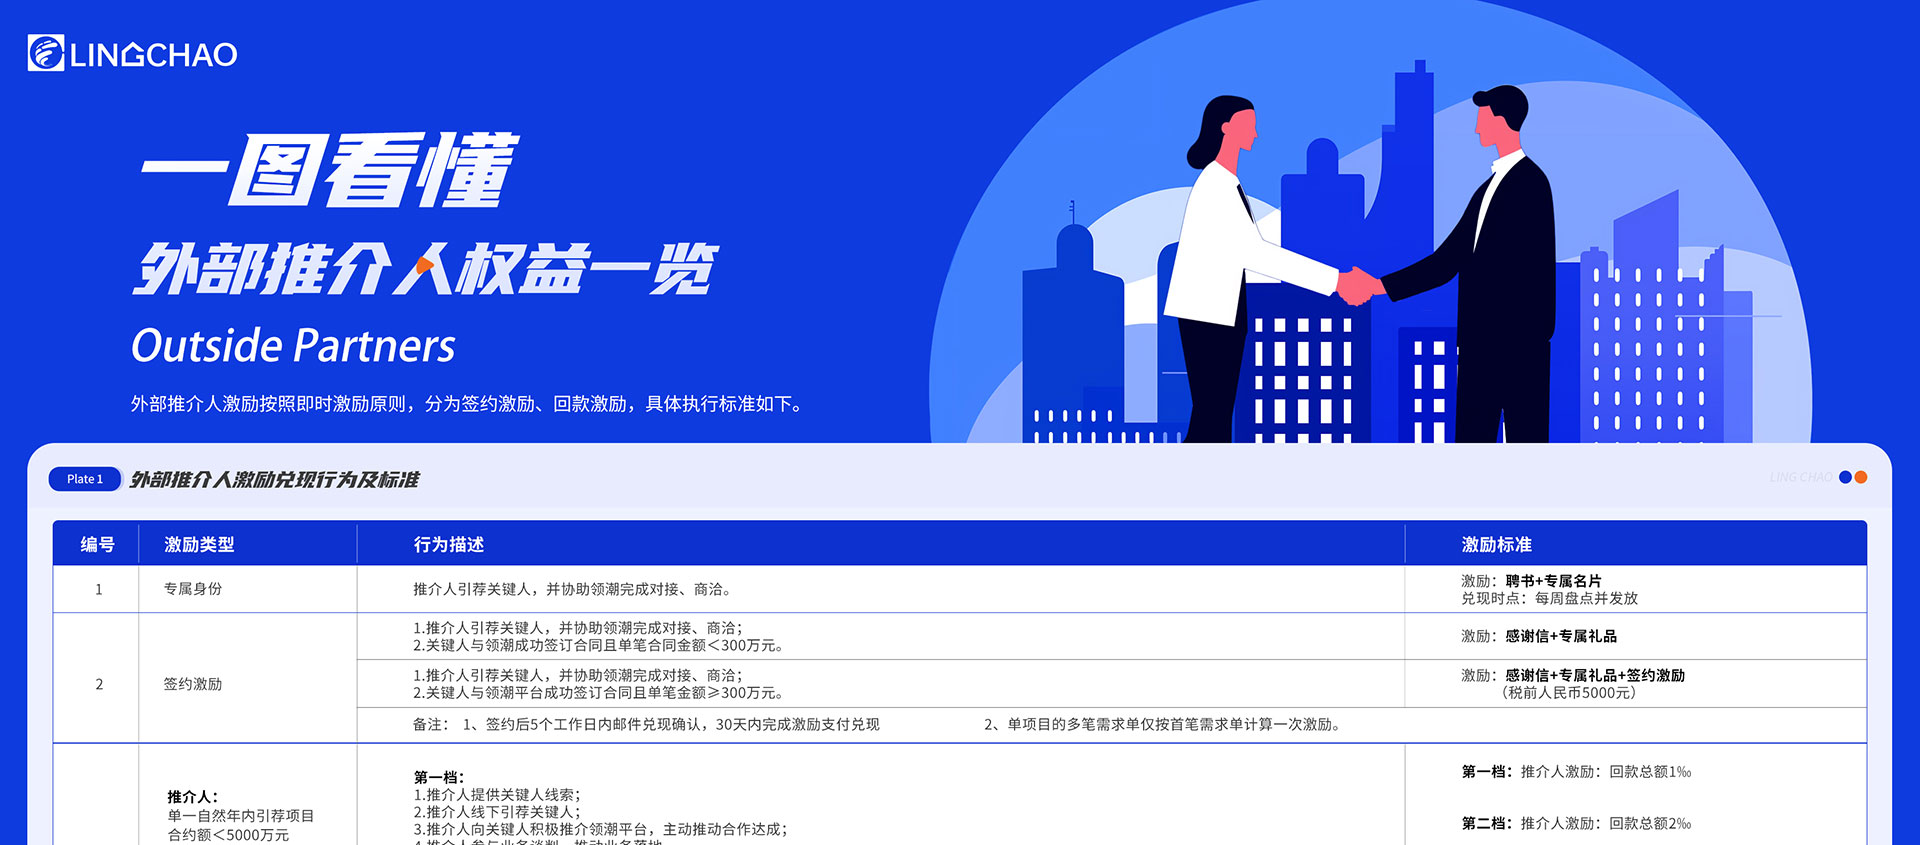 LINGCHAO
一图看懂
外部推介人权益一览
Outside Partners
外部推介人激励按照即时激励原则，分为签约激励、回款激励，具体执行标准如下。
Plate 1 外部推介人激励兑现行为及标准
LING CHAO
编号 激励类型 行为描述 激励标准
1 专属身份 推介人引荐关键人，并协助领潮完成对接、商洽。
激励：聘书+专属名片
兑现时点：每周盘点并发放
2 签约激励
1.推介人引荐关键人，并协助领潮完成对接、商洽；
2.关键人与领潮成功签订合同且单笔合同金额＜300万元。
激励：感谢信+专属礼品
1.推介人引荐关键人，并协助领潮完成对接、商洽；
2.关键人与领潮平台成功签订合同且单笔金额≥300万元。
激励：感谢信+专属礼品+签约激励
（税前人民币5000元）
备注： 1、签约后5个工作日内邮件兑现确认，30天内完成激励支付兑现 2、单项目的多笔需求单仅按首笔需求单计算一次激励。
推介人：
单一自然年内引荐项目
合约额＜5000万元
第一档：
1.推介人提供关键人线索；
2.推介人线下引荐关键人；
3.推介人向关键人积极推介领潮平台，主动推动合作达成；
第一档：推介人激励：回款总额1‰
第二档：推介人激励：回款总额2‰